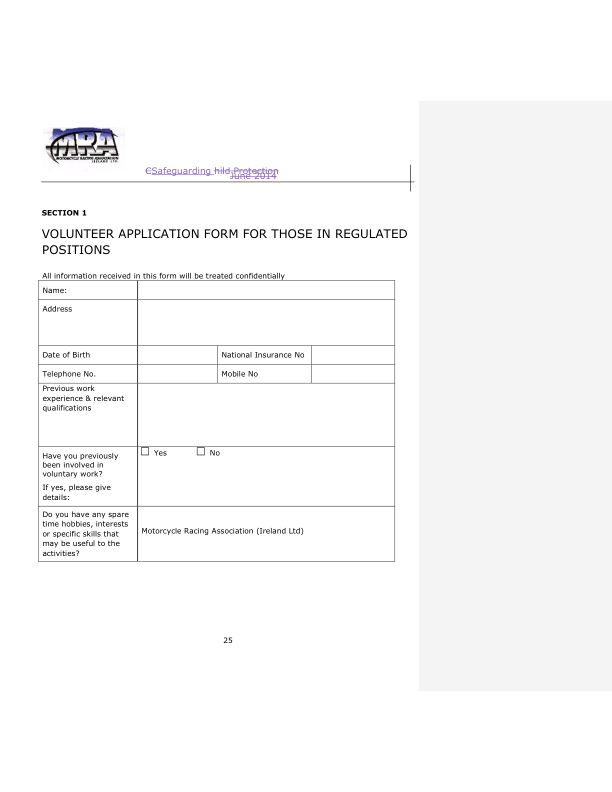 MRA
MOTORCYCLE RACING ASSOCIATION
IRELAND LTD
CSafeguarding hild Protection
June 2014
SECTION 1
VOLUNTEER APPLICATION FORM FOR THOSE IN REGULATED
POSITIONS
All information received in this form will be treated confidentially
Name:
Address
Date of Birth National Insurance No
Telephone No. Mobile No
Previous work
experience & relevant
qualifications
Have you previously
been involved in
voluntary work?
If yes, please give
details:
☐ Yes ☐ No
Do you have any spare
time hobbies, interests
or specific skills that
may be useful to the
activities?
Motorcycle Racing Association (Ireland Ltd)
25